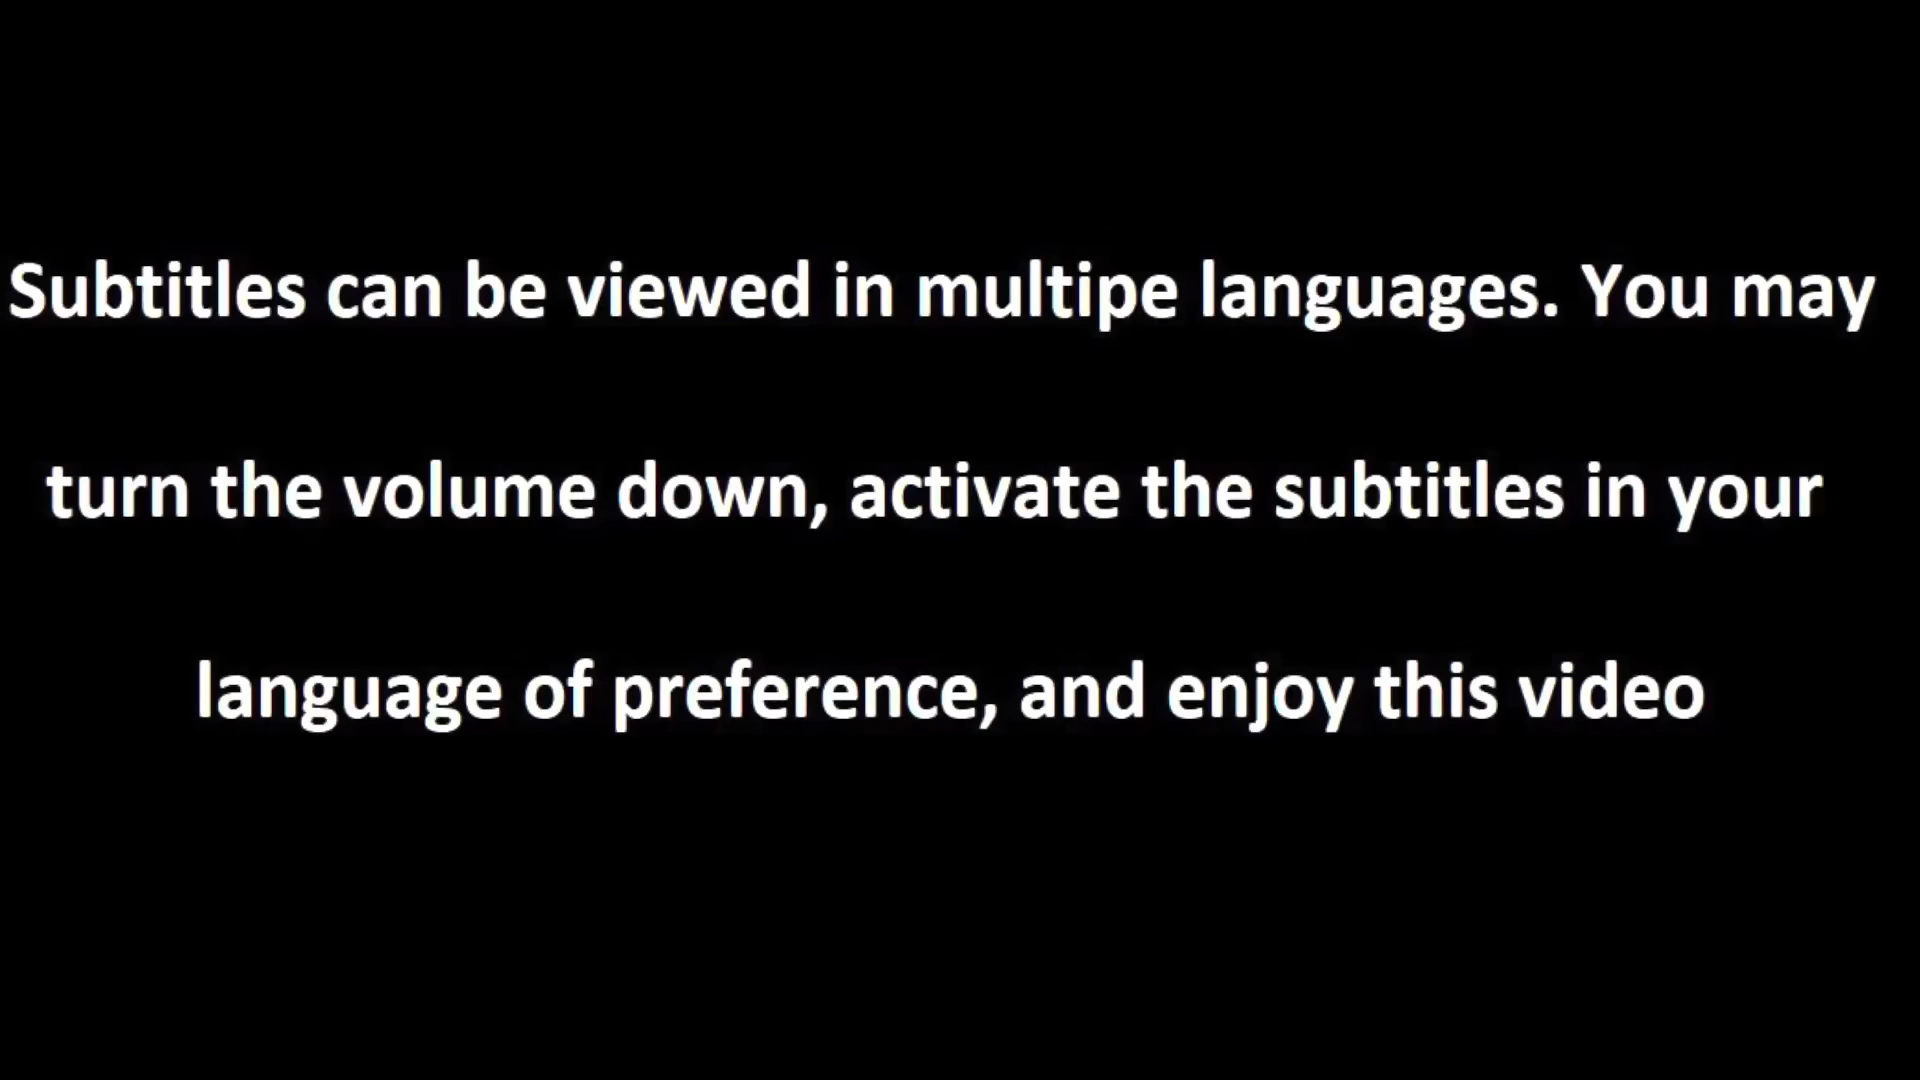 Subtitles can be viewed in multipe languages. You may
turn the volume down, activate the subtitles in your
language of preference, and enjoy this video